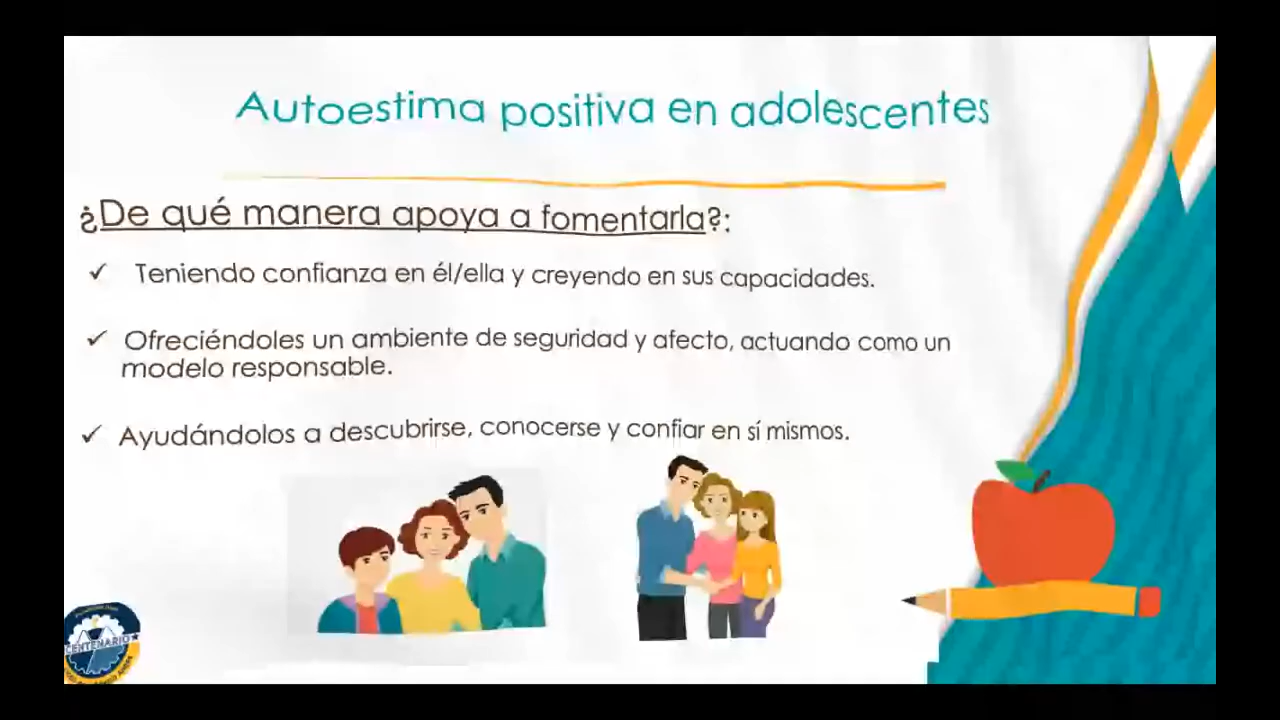 Autoestima positiva en adolescentes
¿De qué manera apoya a fomentarla?:
✓ Teniendo confianza en él/ella y creyendo en sus capacidades.
✓ Ofreciéndoles un ambiente de seguridad y afecto, actuando como un
modelo responsable.
✓ Ayudándolos a descubrirse, conocerse y confiar en sí mismos.
CENTENARIO